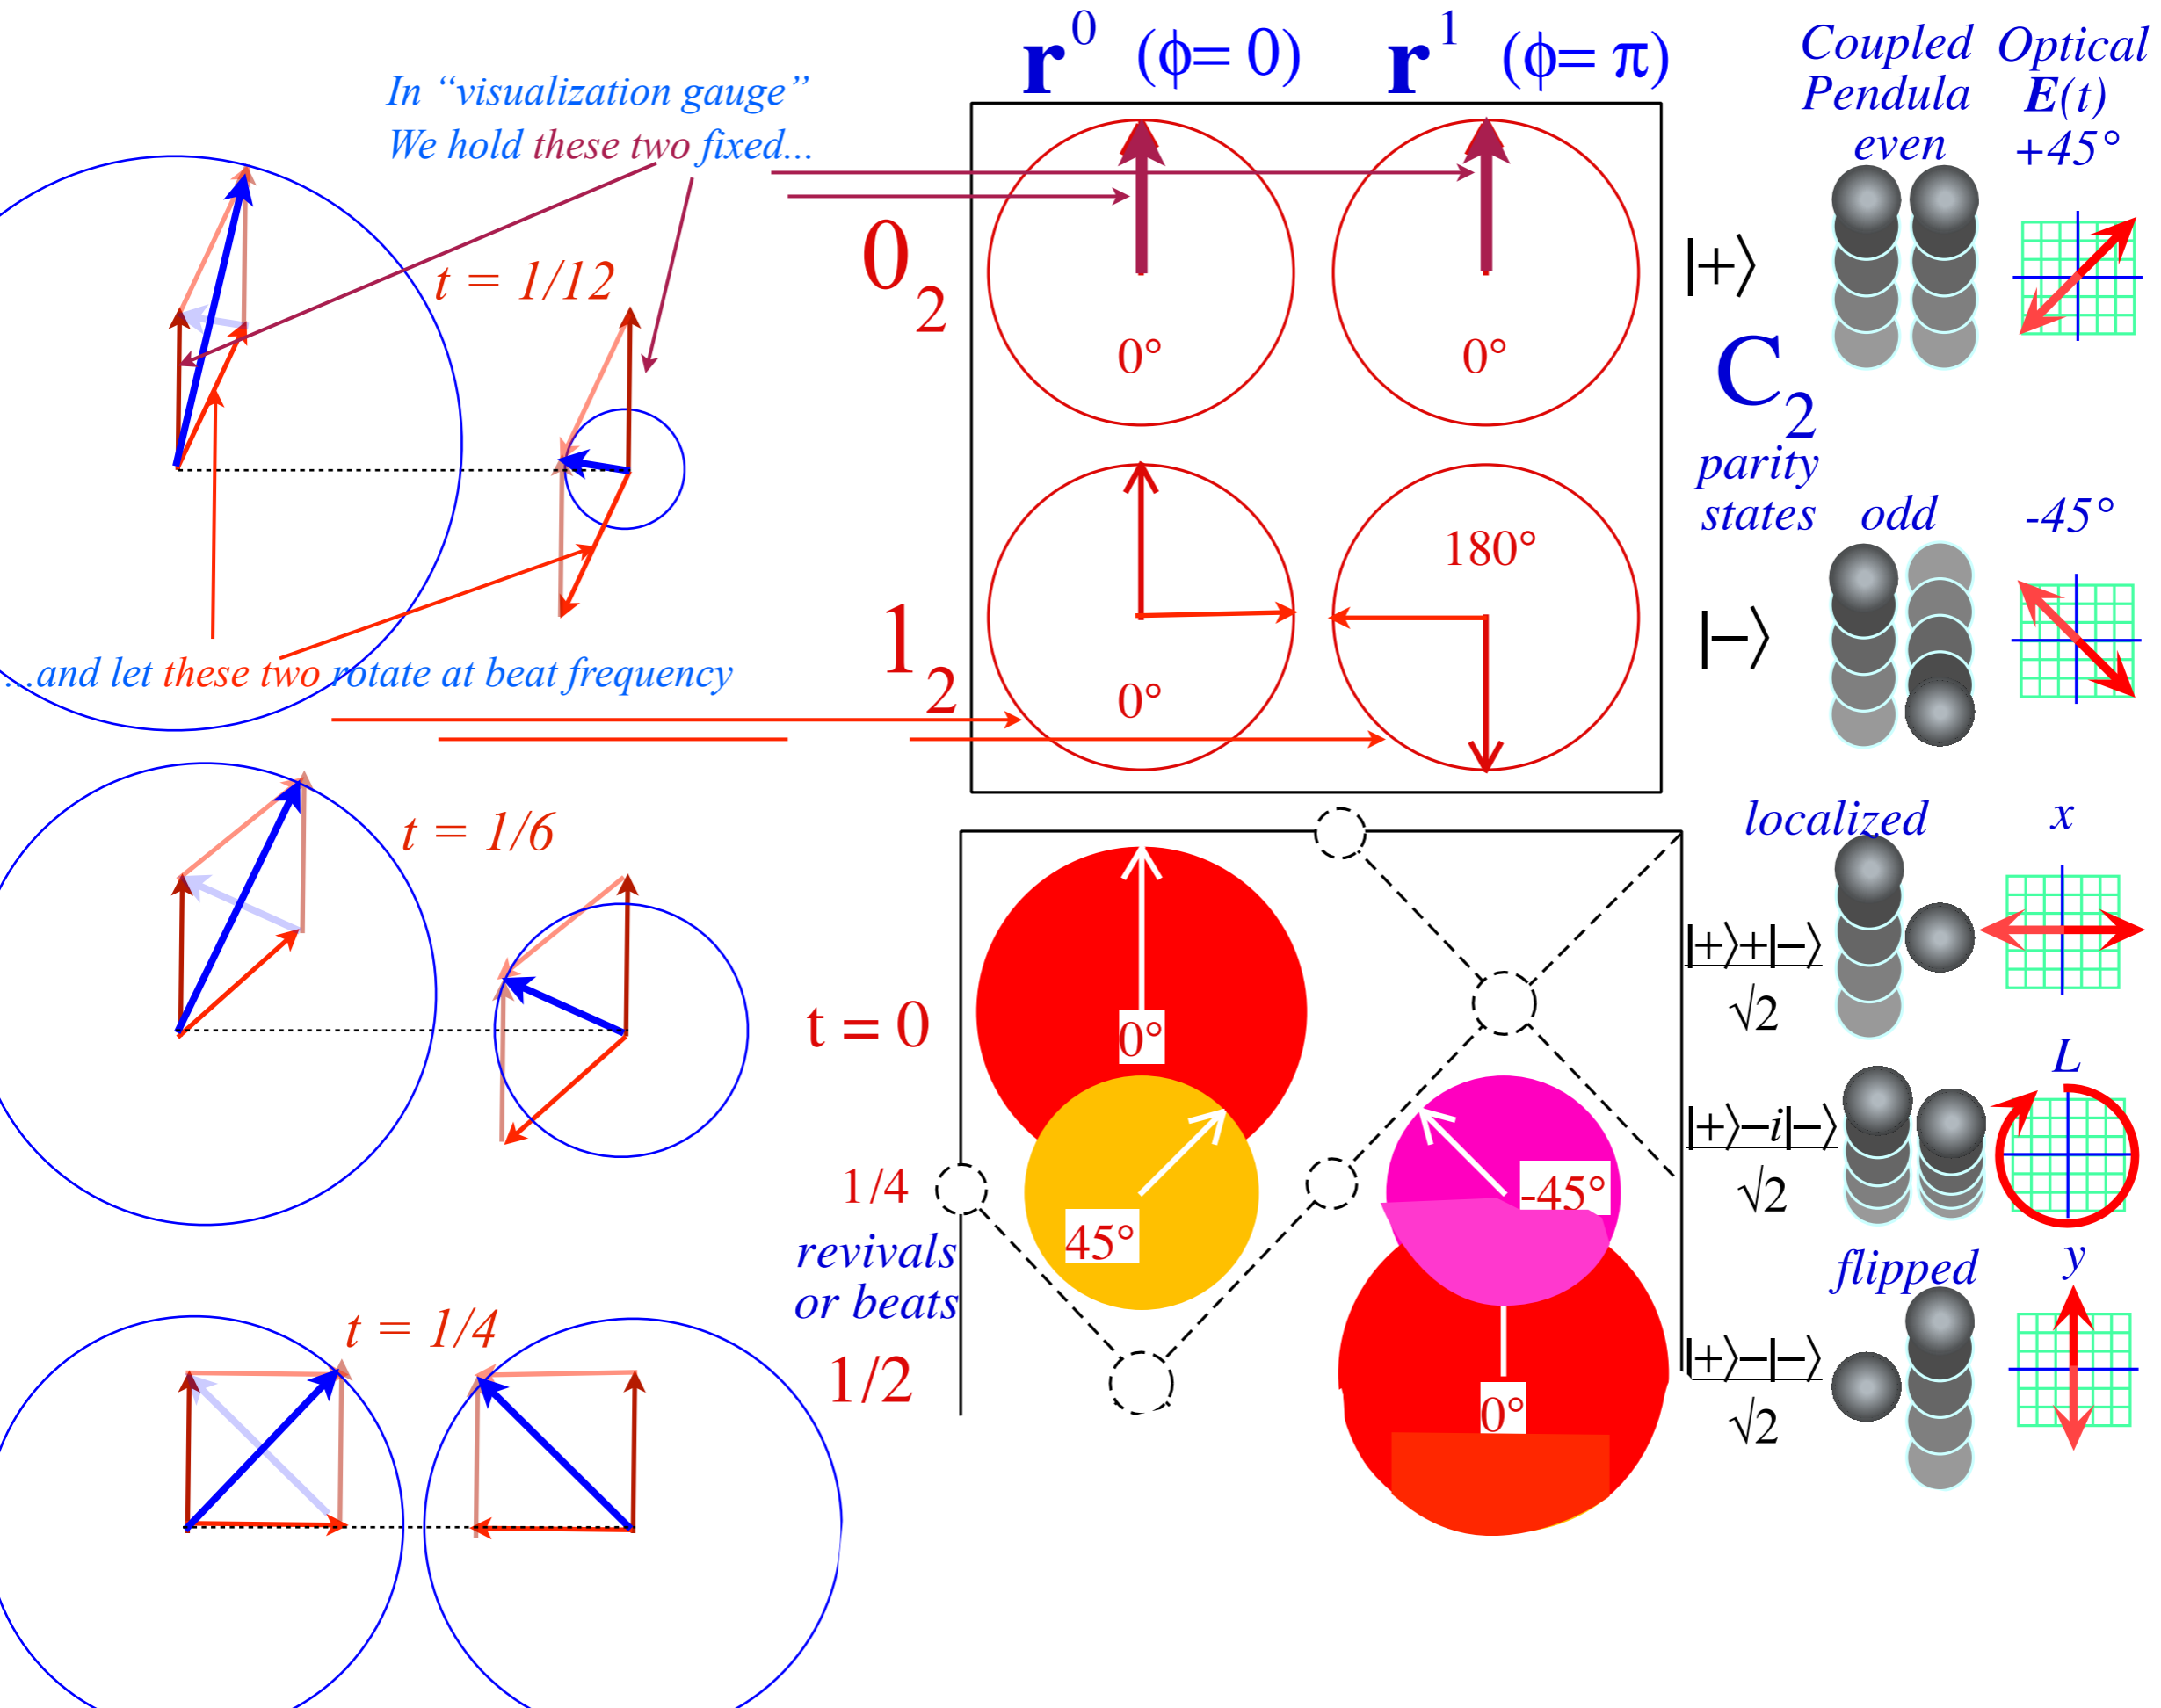 r⁰ (ϕ= 0)
r¹ (ϕ= π)
Coupled
Pendula
even
Optical
E(t)
+45°
In “visualization gauge”
We hold these two fixed...
t = 1/12
0₂
0°
0°
|+⟩
C₂
parity
states
odd
-45°
180°
1₂
0°
|−⟩
...and let these two rotate at beat frequency
t = 1/6
localized
x
t = 0
0°
|+⟩+|−⟩
√2
L
1/4
45°
-45°
|+⟩−i|−⟩
√2
revivals
or beats
flipped
y
t = 1/4
1/2
0°
|+⟩−|−⟩
√2